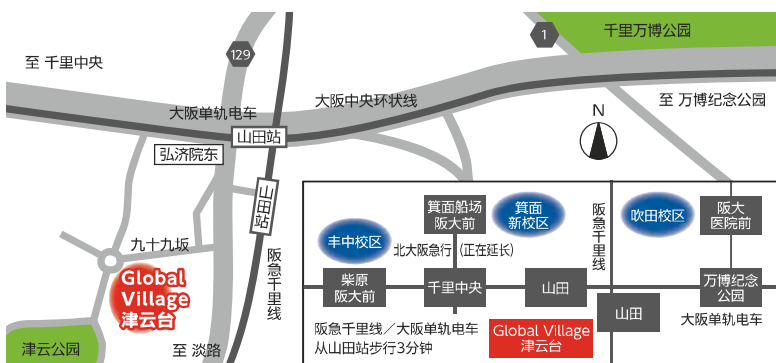 129
1
千里万博公园
至 千里中央
大阪单轨电车
大阪中央环状线
至 万博纪念公园
山田站
弘济院东
N
山田站
九十九坂
阪急千里线
Global
Village
津云台
津云公园
至 淡路
箕面船场
阪大前
箕面
新校区
阪急千里线
吹田校区
阪大
医院前
丰中校区
北大阪急行
(正在延长)
柴原
阪大前
千里中央
山田
万博纪念
公园
山田
大阪单轨电车
阪急千里线／大阪单轨电车
从山田站步行3分钟
Global Village
津云台